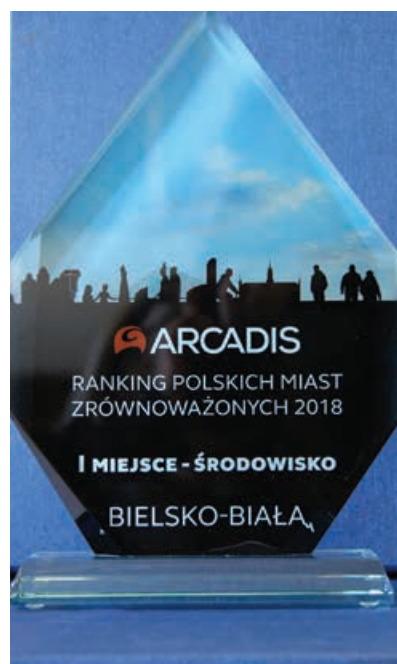 ARCADIS
RANKING POLSKICH MIAST
ZRÓWNOWAŻONYCH 2018
I MIEJSCE - ŚRODOWISKO
BIELSKO-BIAŁA